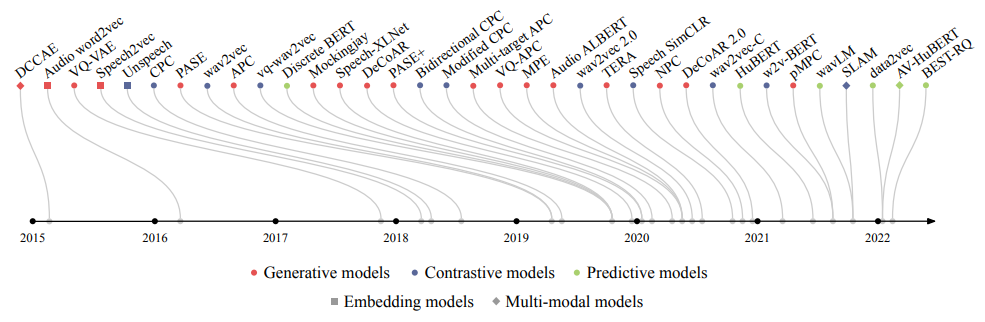 DCCAE
Audio word2vec
VQ-VAE
Speech2vec
Unspeech
CPC
PASE
wav2vec
APC
vq-wav2vec
Discrete BERT
Mockingjay
Speech-XLNet
DeCoAR
PASE+
Bidirectional CPC
Modified CPC
Multi-target APC
VQ-APC
MPE
Audio ALBERT
wav2vec 2.0
TERA
Speech SimCLR
NPC
DeCoAR 2.0
wav2vec-C
HuBERT
w2v-BERT
pMPC
wavLM
SLAM
data2vec
AV-HuBERT
BEST-RQ
2015 2016 2017 2018 2019 2020 2021 2022
Generative models Contrastive models Predictive models
Embedding models Multi-modal models